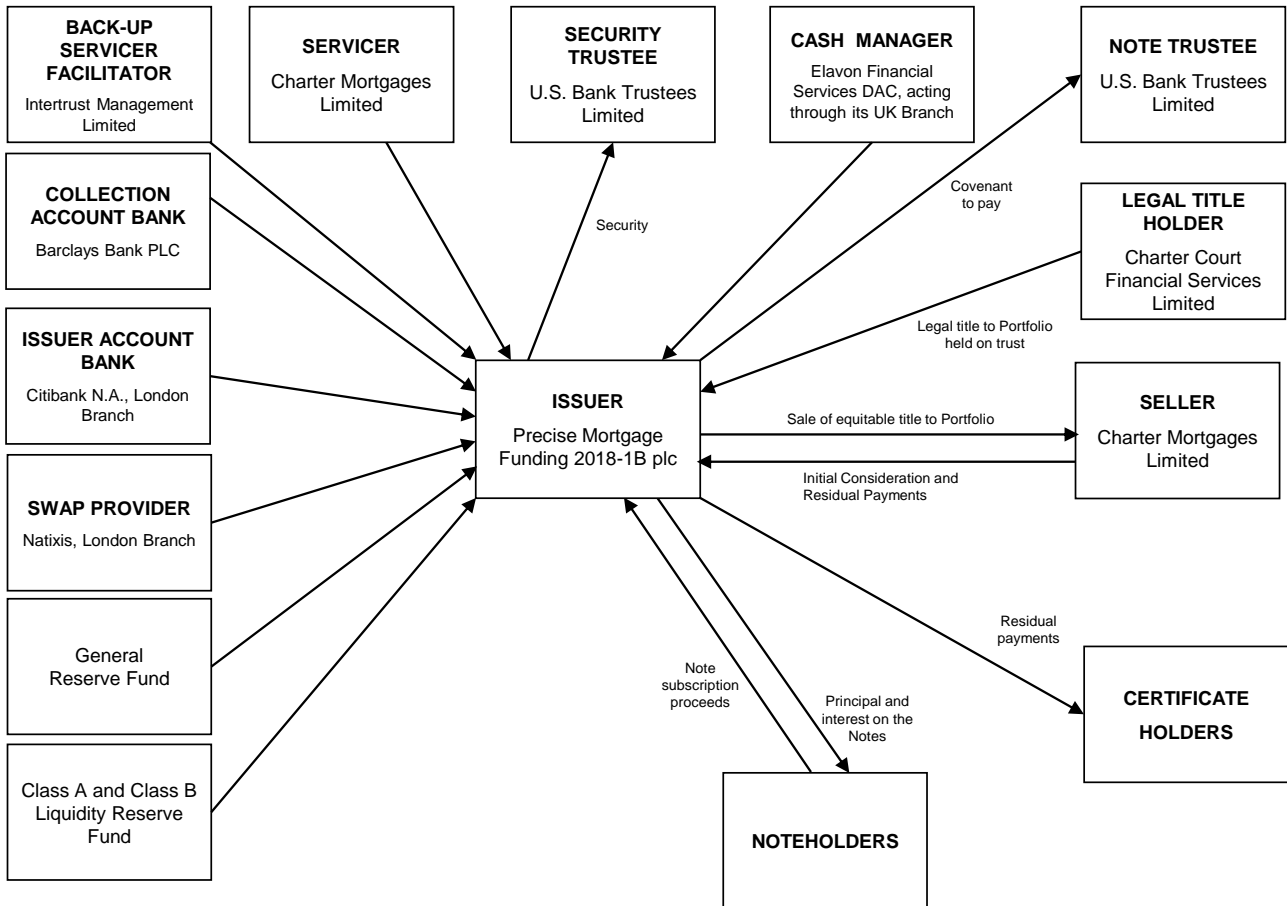 BACK-UP
SERVICER
FACILITATOR
Intertrust Management
Limited
SERVICER
Charter Mortgages
Limited
SECURITY
TRUSTEE
U.S. Bank Trustees
Limited
CASH MANAGER
Elavon Financial
Services DAC, acting
through its UK Branch
NOTE TRUSTEE
U.S. Bank Trustees
Limited
COLLECTION
ACCOUNT BANK
Barclays Bank PLC
Security
Covenant
to pay
LEGAL TITLE
HOLDER
Charter Court
Financial Services
Limited
ISSUER ACCOUNT
BANK
Citibank N.A., London
Branch
Legal title to Portfolio
held on trust
ISSUER
Precise Mortgage
Funding 2018-1B plc
Sale of equitable title to Portfolio
Initial Consideration and
Residual Payments
SELLER
Charter Mortgages
Limited
SWAP PROVIDER
Natixis, London Branch
General
Reserve Fund
Note
subscription
proceeds
Principal and
interest on the
Notes
Residual
payments
CERTIFICATE
HOLDERS
Class A and Class B
Liquidity Reserve
Fund
NOTEHOLDERS